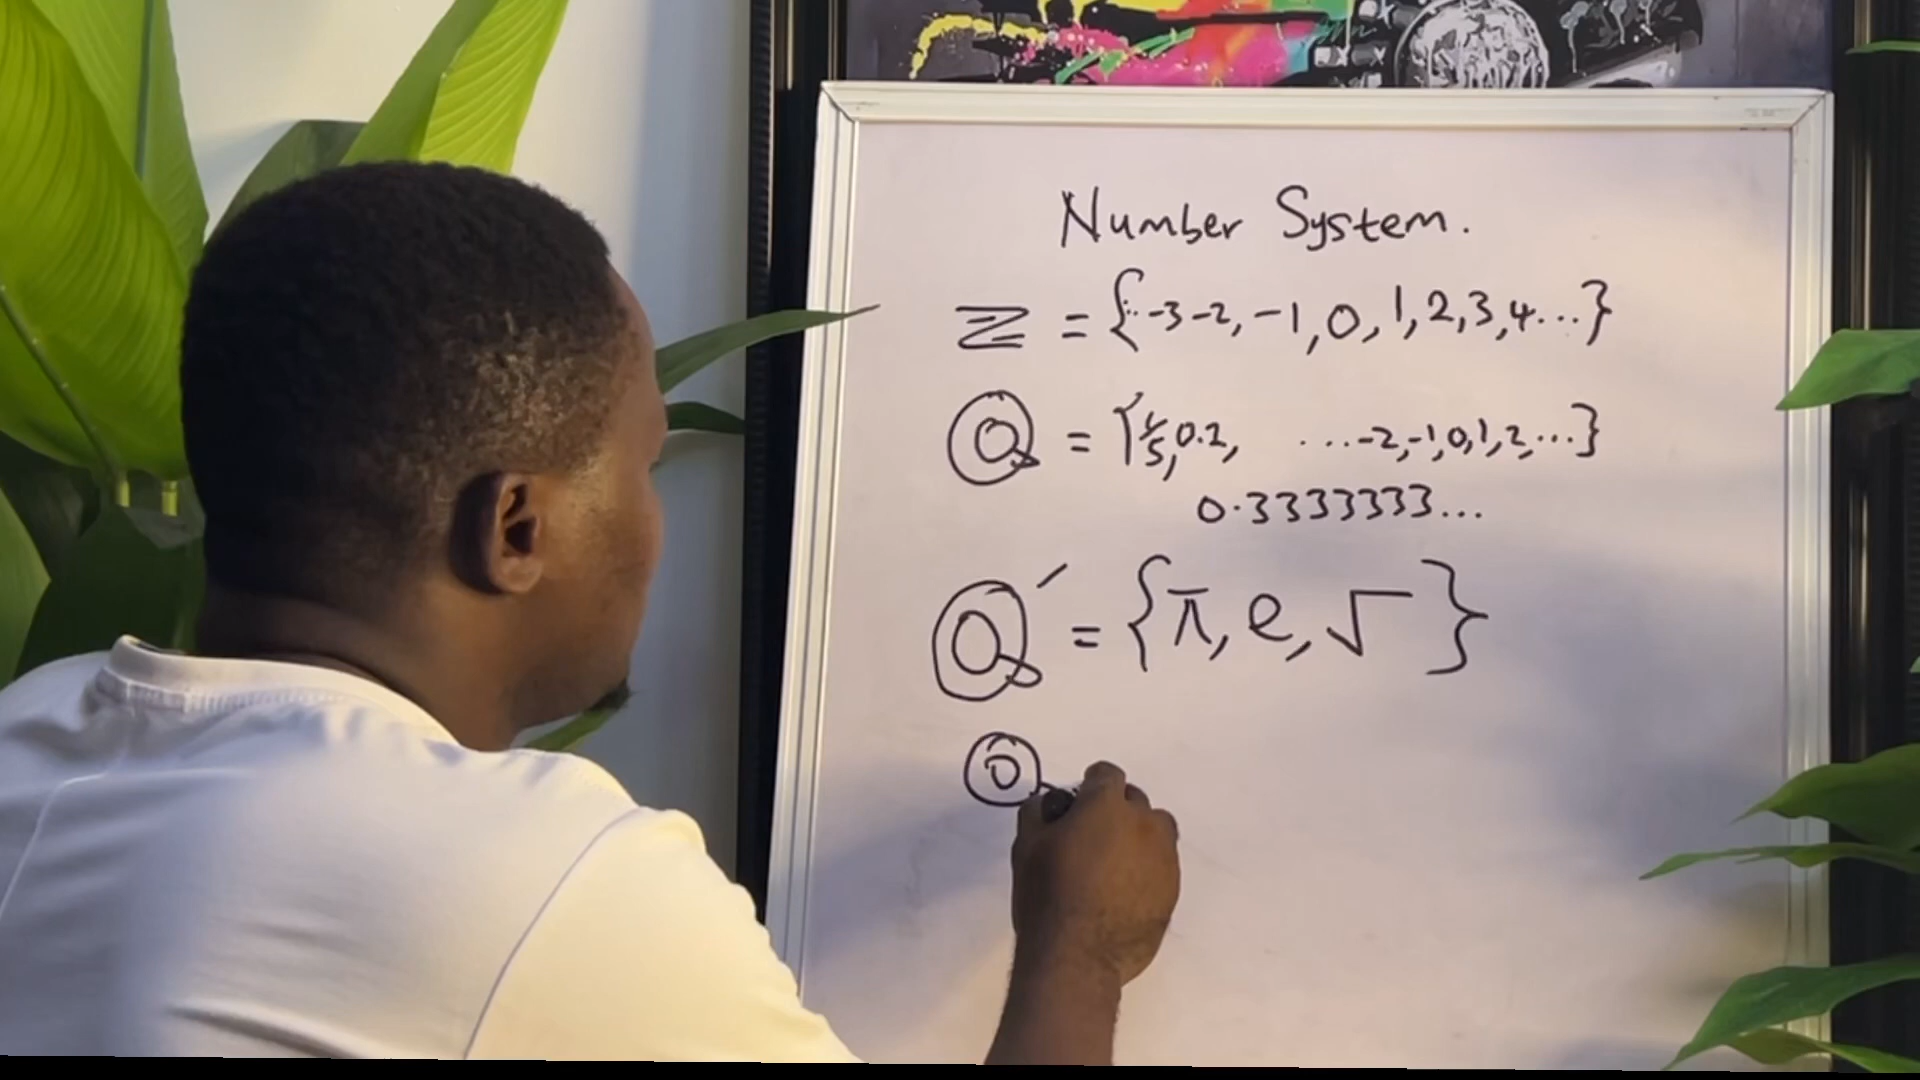 Number System.
ℤ = {...-3-2, -1, 0, 1, 2, 3, 4...}
ℚ = {1/5, 0.2, ...-2, -1, 0, 1, 2, ...}
0.3333333...
ℚ' = {π, e, √}